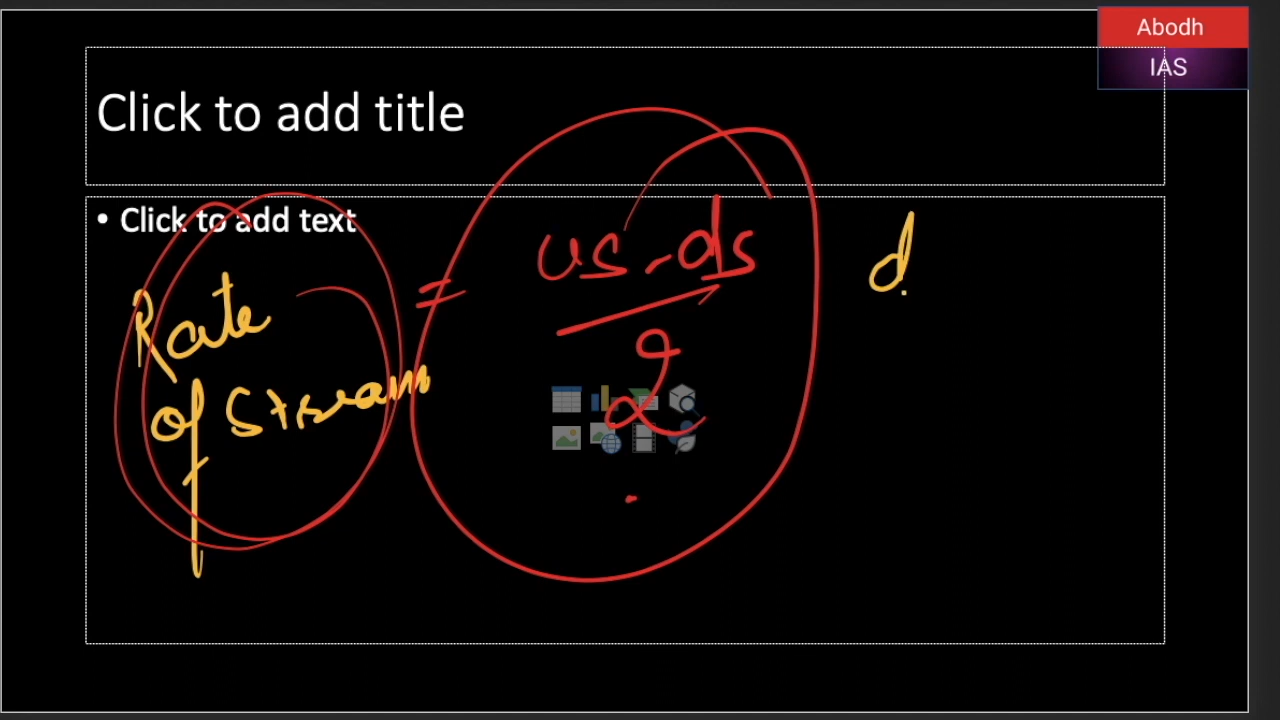 Abodh
IAS
Click to add title
• Click to add text
Rate
of Stream
= us - ds
2
d